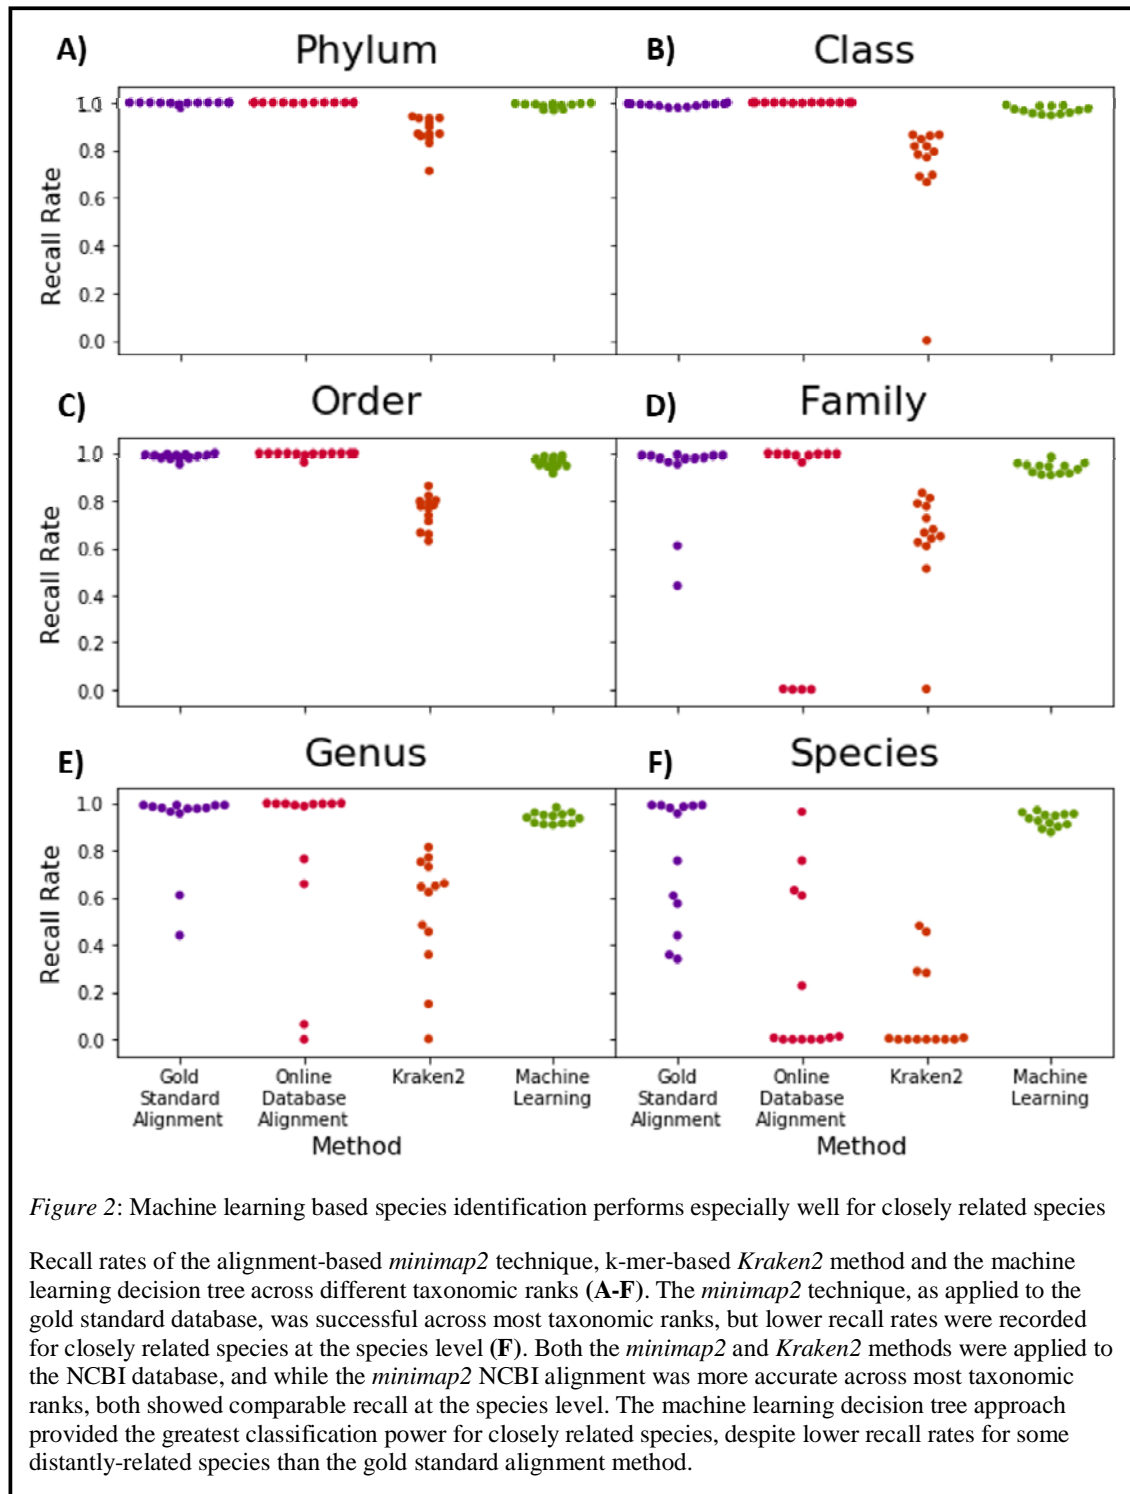 A) Phylum
B) Class
1.0
0.8
0.6
0.4
0.2
0.0
Recall Rate
C) Order
D) Family
1.0
0.8
0.6
0.4
0.2
0.0
Recall Rate
E) Genus
F) Species
1.0
0.8
0.6
0.4
0.2
0.0
Recall Rate
Gold
Standard
Alignment
Online
Database
Alignment
Kraken2
Machine
Learning
Method
Gold
Standard
Alignment
Online
Database
Alignment
Kraken2
Machine
Learning
Method
Figure 2: Machine learning based species identification performs especially well for closely related species
Recall rates of the alignment-based minimap2 technique, k-mer-based Kraken2 method and the machine
learning decision tree across different taxonomic ranks (A-F). The minimap2 technique, as applied to the
gold standard database, was successful across most taxonomic ranks, but lower recall rates were recorded
for closely related species at the species level (F). Both the minimap2 and Kraken2 methods were applied to
the NCBI database, and while the minimap2 NCBI alignment was more accurate across most taxonomic
ranks, both showed comparable recall at the species level. The machine learning decision tree approach
provided the greatest classification power for closely related species, despite lower recall rates for some
distantly-related species than the gold standard alignment method.